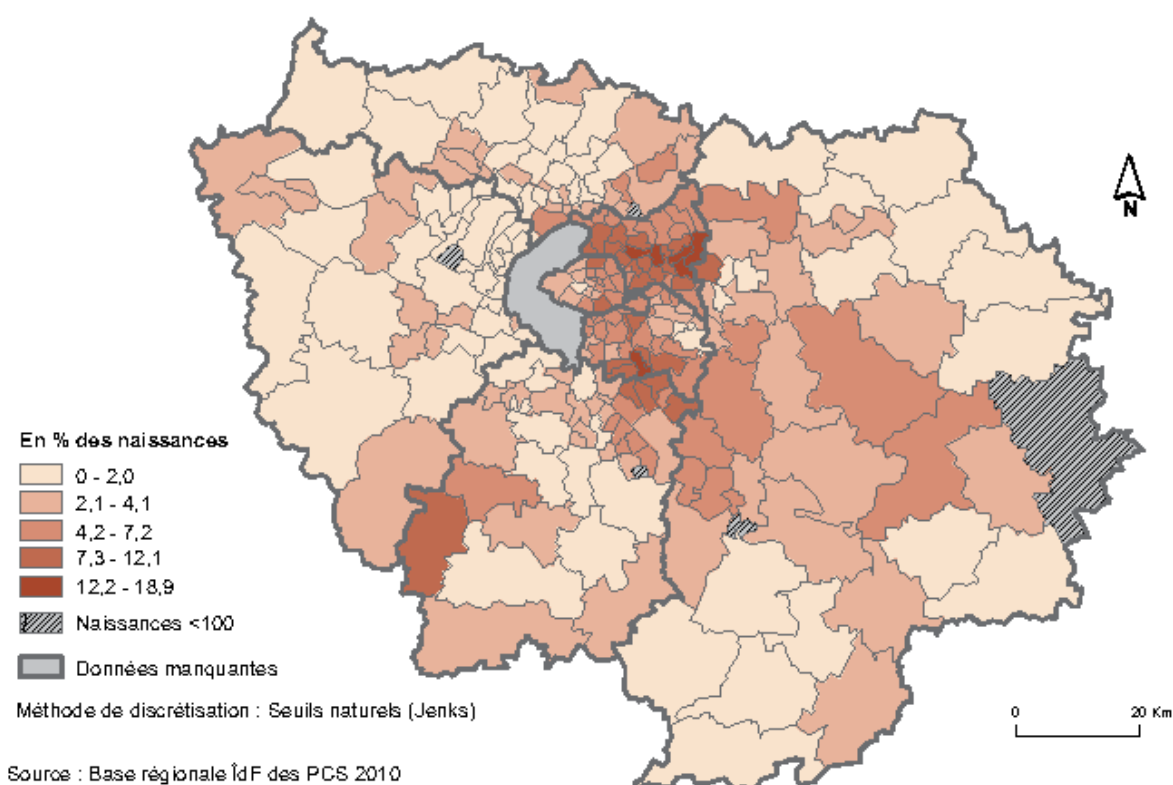 N
En % des naissances
0 - 2,0
2,1 - 4,1
4,2 - 7,2
7,3 - 12,1
12,2 - 18,9
Naissances <100
Données manquantes
Méthode de discrétisation : Seuils naturels (Jenks)
0 20 Km
Source : Base régionale ÎdF des PCS 2010